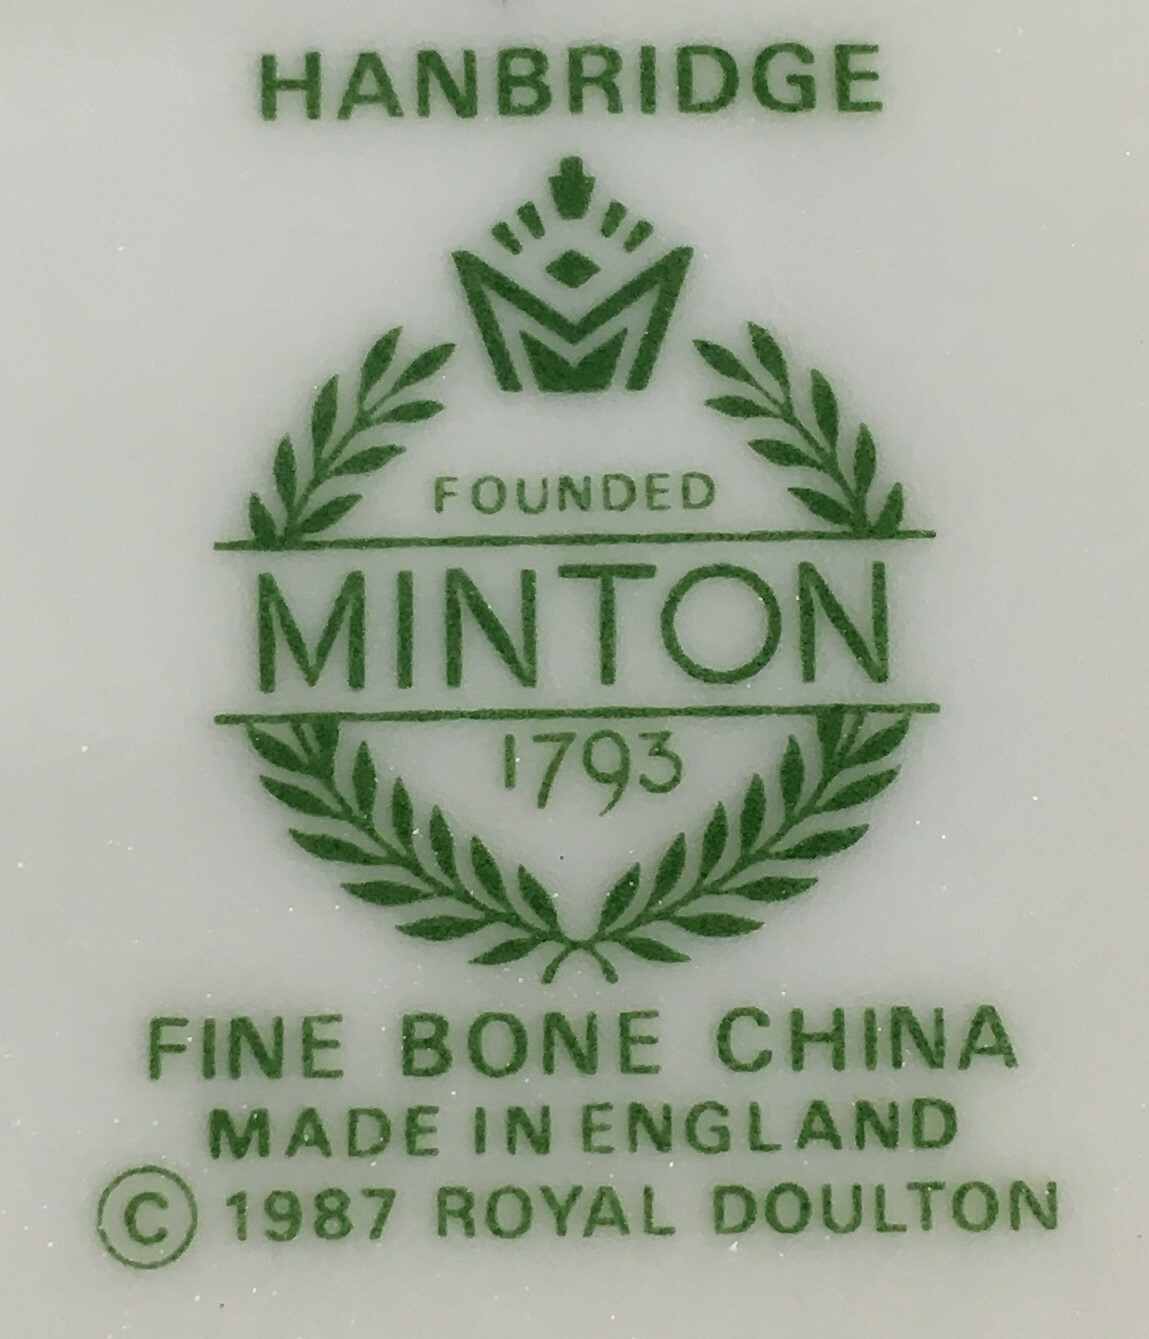 HANBRIDGE
FOUNDED
MINTON
1793
FINE BONE CHINA
MADE IN ENGLAND
© 1987 ROYAL DOULTON